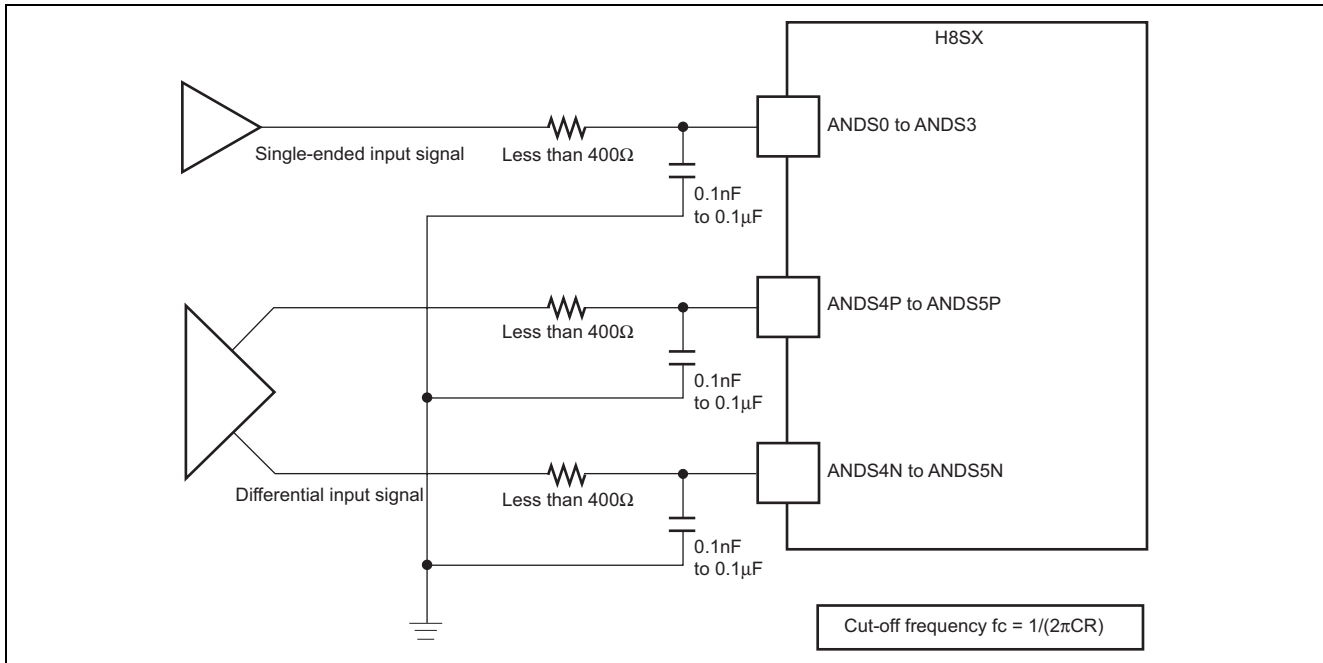 H8SX
ANDS0 to ANDS3
Single-ended input signal
Less than 400Ω
0.1nF
to 0.1μF
ANDS4P to ANDS5P
Less than 400Ω
0.1nF
to 0.1μF
ANDS4N to ANDS5N
Differential input signal
Less than 400Ω
0.1nF
to 0.1μF
Cut-off frequency fc = 1/(2πCR)